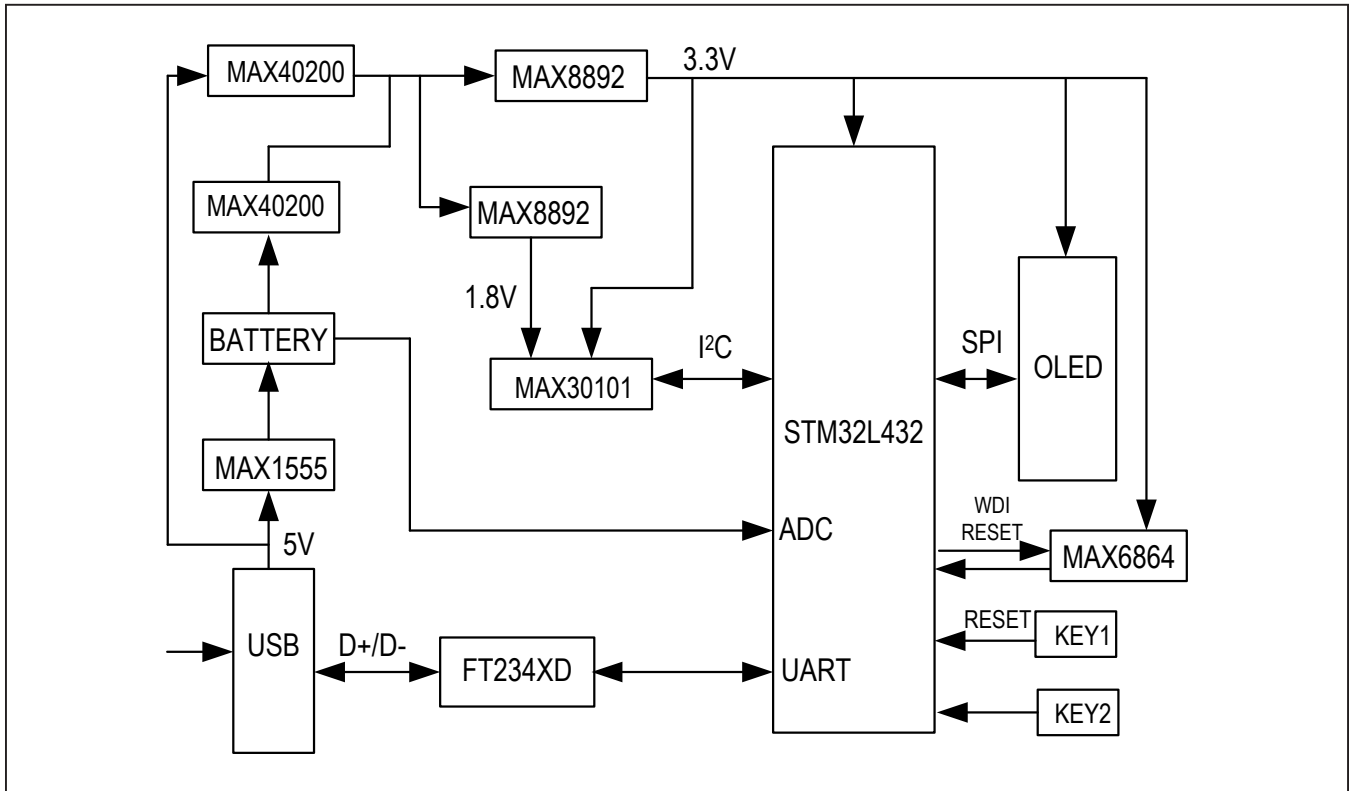 MAX40200
MAX8892
3.3V
MAX40200
MAX8892
1.8V
BATTERY
I²C
SPI
MAX30101
OLED
STM32L432
MAX1555
WDI
RESET
5V
ADC
MAX6864
USB
D+/D-
FT234XD
UART
RESET
KEY1
KEY2